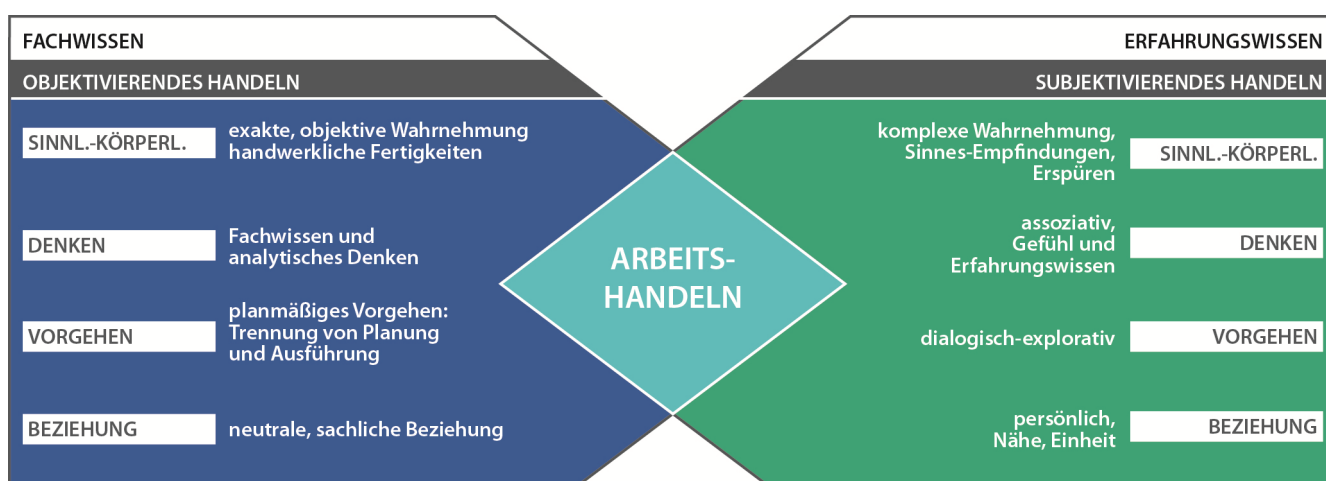 FACHWISSEN
OBJEKTIVIERENDES HANDELN
SINNL.-KÖRPERL.
exakte, objektive Wahrnehmung
handwerkliche Fertigkeiten
DENKEN
Fachwissen und
analytisches Denken
VORGEHEN
planmäßiges Vorgehen:
Trennung von Planung
und Ausführung
BEZIEHUNG
neutrale, sachliche Beziehung
ARBEITS-
HANDELN
ERFAHRUNGSWISSEN
SUBJEKTIVIERENDES HANDELN
komplexe Wahrnehmung,
Sinnes-Empfindungen,
Erspüren
SINNL.-KÖRPERL.
assoziativ,
Gefühl und
Erfahrungswissen
DENKEN
dialogisch-explorativ
VORGEHEN
persönlich,
Nähe, Einheit
BEZIEHUNG